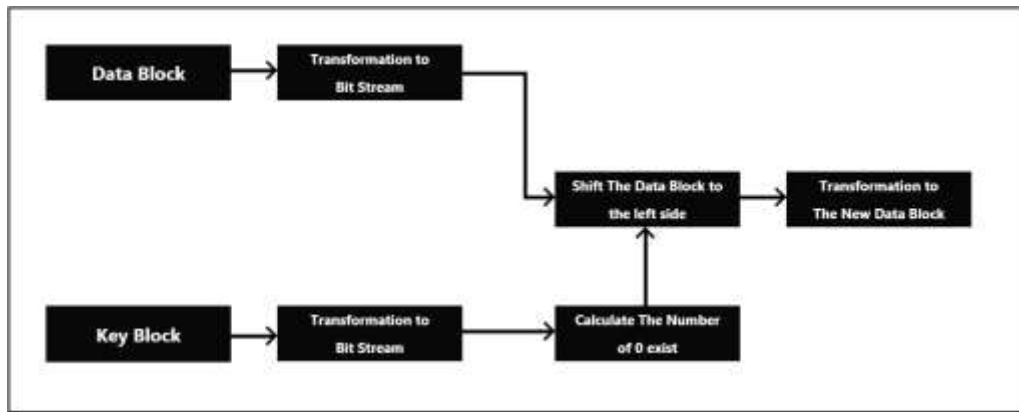 Data Block
Transformation to
Bit Stream
Shift The Data Block to
the left side
Transformation to
The New Data Block
Key Block
Transformation to
Bit Stream
Calculate The Number
of 0 exist